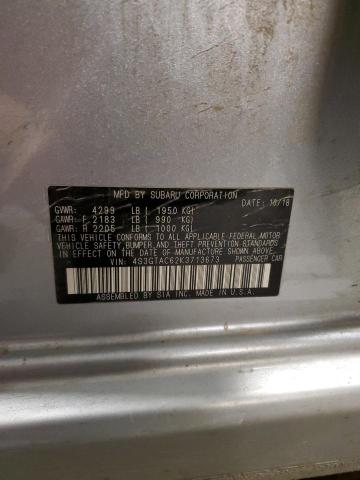 MFD BY SUBARU CORPORATION
GVWR: 4299 LB ( 1950 KG) DATE: 10/18
GAWR: F 2183 LB ( 990 KG)
GAWR: R 2205 LB ( 1000 KG)
THIS VEHICLE CONFORMS TO ALL APPLICABLE FEDERAL MOTOR
VEHICLE SAFETY, BUMPER, AND THEFT PREVENTION STANDARDS
IN EFFECT ON THE DATE OF MANUFACTURE SHOWN ABOVE.
VIN: 4S3GTAC62K3713673 PASSENGER CAR
ASSEMBLED BY SIA INC. MADE IN U.S.A.